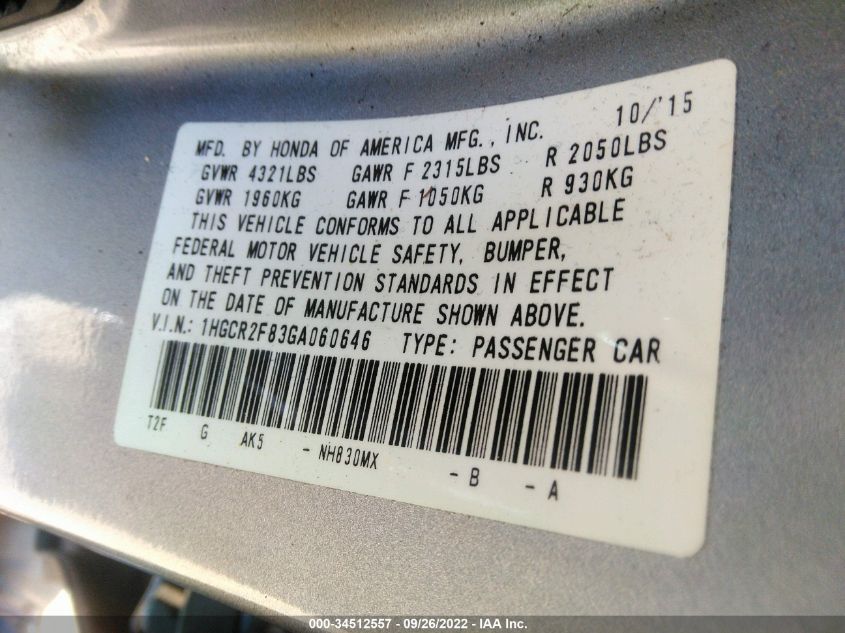 10/'15
MFD. BY HONDA OF AMERICA MFG., INC.
GVWR 4321LBS GAWR F 2315LBS R 2050LBS
GVWR 1960KG GAWR F 1050KG R 930KG
THIS VEHICLE CONFORMS TO ALL APPLICABLE
FEDERAL MOTOR VEHICLE SAFETY, BUMPER,
AND THEFT PREVENTION STANDARDS IN EFFECT
ON THE DATE OF MANUFACTURE SHOWN ABOVE.
V.I.N.: 1HGCR2F83GA060646 TYPE: PASSENGER CAR
T2F G AK5 - NH830MX - B - A
000-34512557 - 09/26/2022 - IAA Inc.